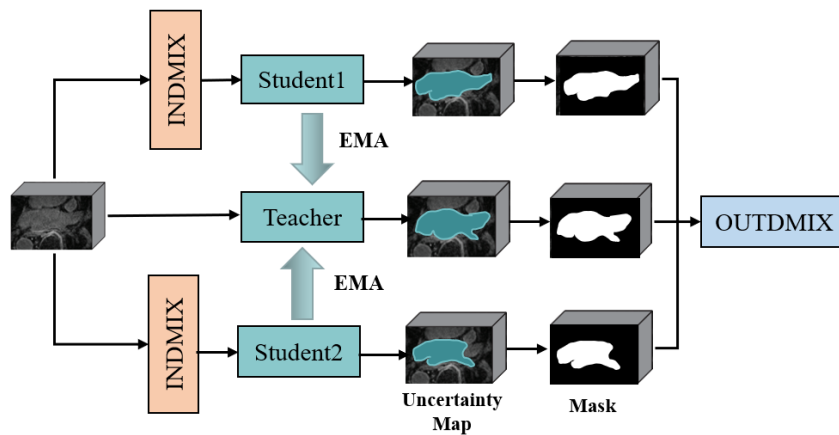 INDMIX
Student1
EMA
Teacher
OUTDMIX
EMA
INDMIX
Student2
Uncertainty
Map
Mask